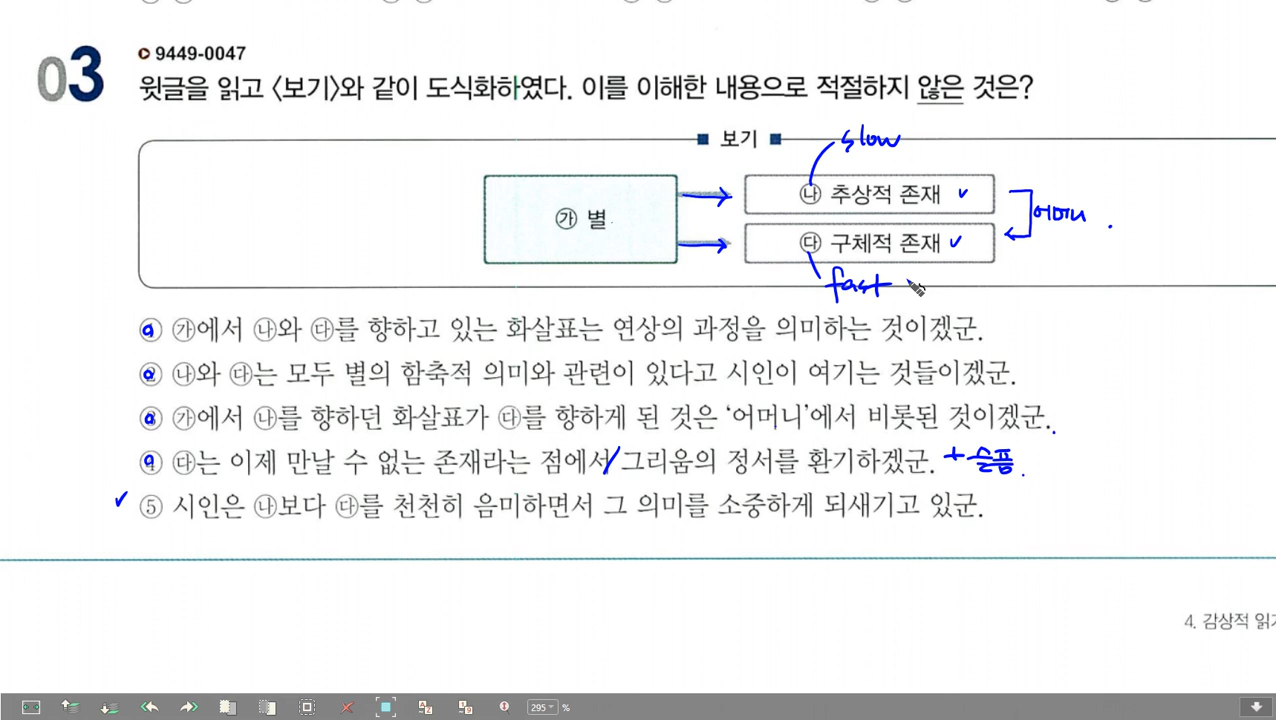 03
9449-0047
윗글을 읽고 〈보기〉와 같이 도식화하였다. 이를 이해한 내용으로 적절하지 않은 것은?
보기
slow
㉮ 별
㉯ 추상적 존재
㉰ 구체적 존재
어머니
fast
① ㉮에서 ㉯와 ㉰를 향하고 있는 화살표는 연상의 과정을 의미하는 것이겠군.
② ㉯와 ㉰는 모두 별의 함축적 의미와 관련이 있다고 시인이 여기는 것들이겠군.
③ ㉮에서 ㉯를 향하던 화살표가 ㉰를 향하게 된 것은 ‘어머니’에서 비롯된 것이겠군.
④ ㉰는 이제 만날 수 없는 존재라는 점에서 그리움의 정서를 환기하겠군. + 슬픔
⑤ 시인은 ㉯보다 ㉰를 천천히 음미하면서 그 의미를 소중하게 되새기고 있군.
4. 감상적 읽기
295 %